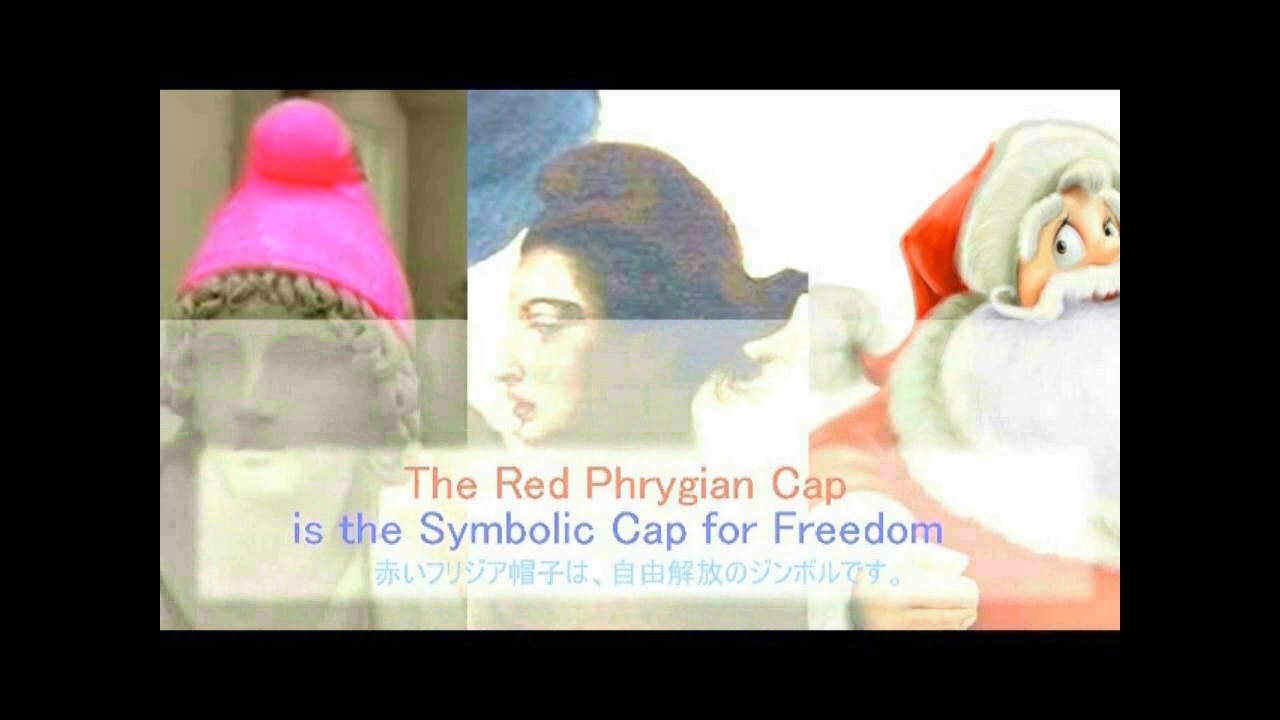 The Red Phrygian Cap
is the Symbolic Cap for Freedom
赤いフリジア帽子は、自由解放のジンボルです。